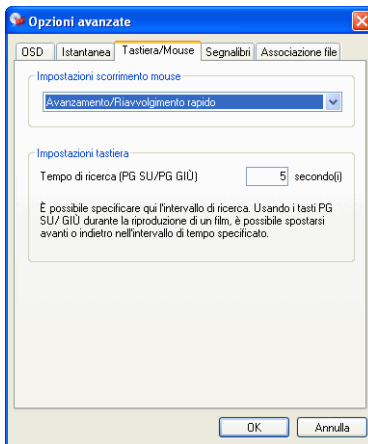 Opzioni avanzate
OSD Istantanea Tastiera/Mouse Segnalibri Associazione file
Impostazioni scorrimento mouse
Avanzamento/Riavvolgimento rapido
Impostazioni tastiera
Tempo di ricerca (PG SU/PG GIÙ) 5 secondo(i)
È possibile specificare qui l'intervallo di ricerca. Usando i tasti PG
SU/ GIÙ durante la riproduzione di un film, è possibile spostarsi
avanti o indietro nell'intervallo di tempo specificato.
OK Annulla